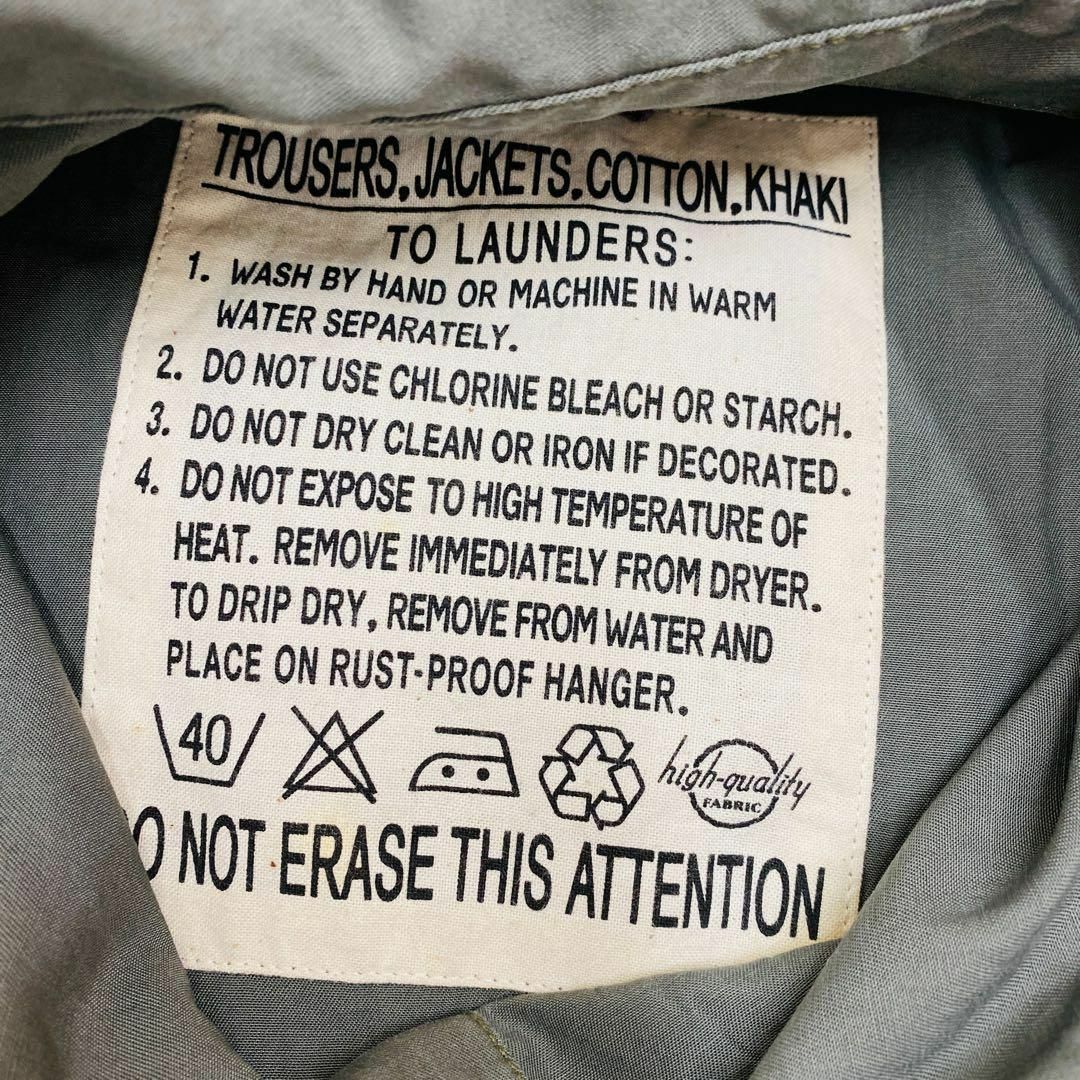 TROUSERS.JACKETS.COTTON.KHAKI
TO LAUNDERS:
1. WASH BY HAND OR MACHINE IN WARM
WATER SEPARATELY.
2. DO NOT USE CHLORINE BLEACH OR STARCH.
3. DO NOT DRY CLEAN OR IRON IF DECORATED.
4. DO NOT EXPOSE TO HIGH TEMPERATURE OF
HEAT. REMOVE IMMEDIATELY FROM DRYER.
TO DRIP DRY, REMOVE FROM WATER AND
PLACE ON RUST-PROOF HANGER.
40
high-quality
FABRIC
O NOT ERASE THIS ATTENTION